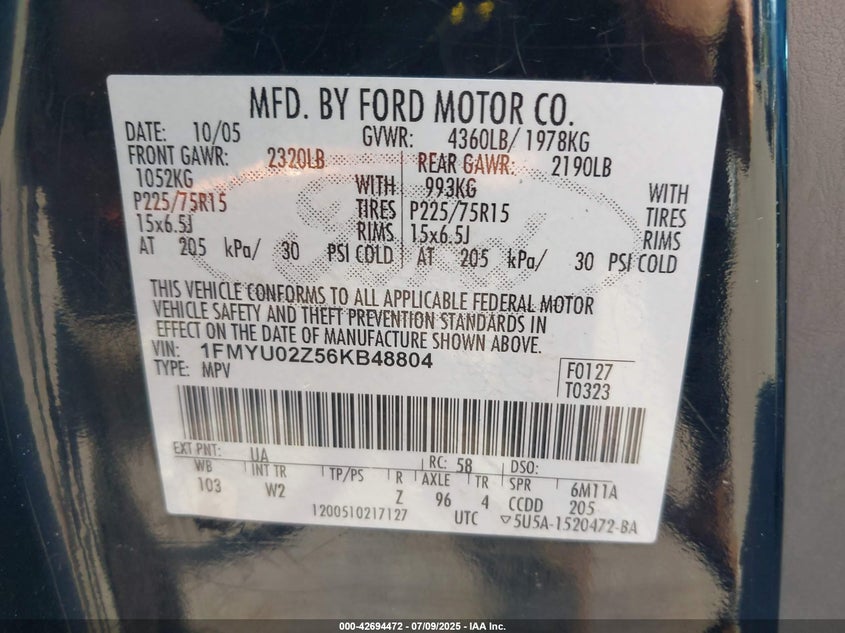 MFD. BY FORD MOTOR CO.
DATE: 10/05 GVWR: 4360LB/ 1978KG
FRONT GAWR: 2320LB REAR GAWR: 2190LB
1052KG WITH 993KG WITH
P225/75R15 TIRES P225/75R15 TIRES
15x6.5J RIMS 15x6.5J RIMS
AT 205 kPa/ 30 PSI COLD AT 205 kPa/ 30 PSI COLD
Ford
THIS VEHICLE CONFORMS TO ALL APPLICABLE FEDERAL MOTOR
VEHICLE SAFETY AND THEFT PREVENTION STANDARDS IN
EFFECT ON THE DATE OF MANUFACTURE SHOWN ABOVE.
VIN: 1FMYU02Z56KB48804 F0127
TYPE: MPV T0323
EXT PNT: UA RC: 58 DSO:
WB INT TR TP/PS R AXLE TR SPR 6M11A
103 W2 Z 96 4 CCDD 205
1200510217127 UTC ▽5U5A-1520472-BA
000-42694472 / 07/09/2025 - IAA Inc.